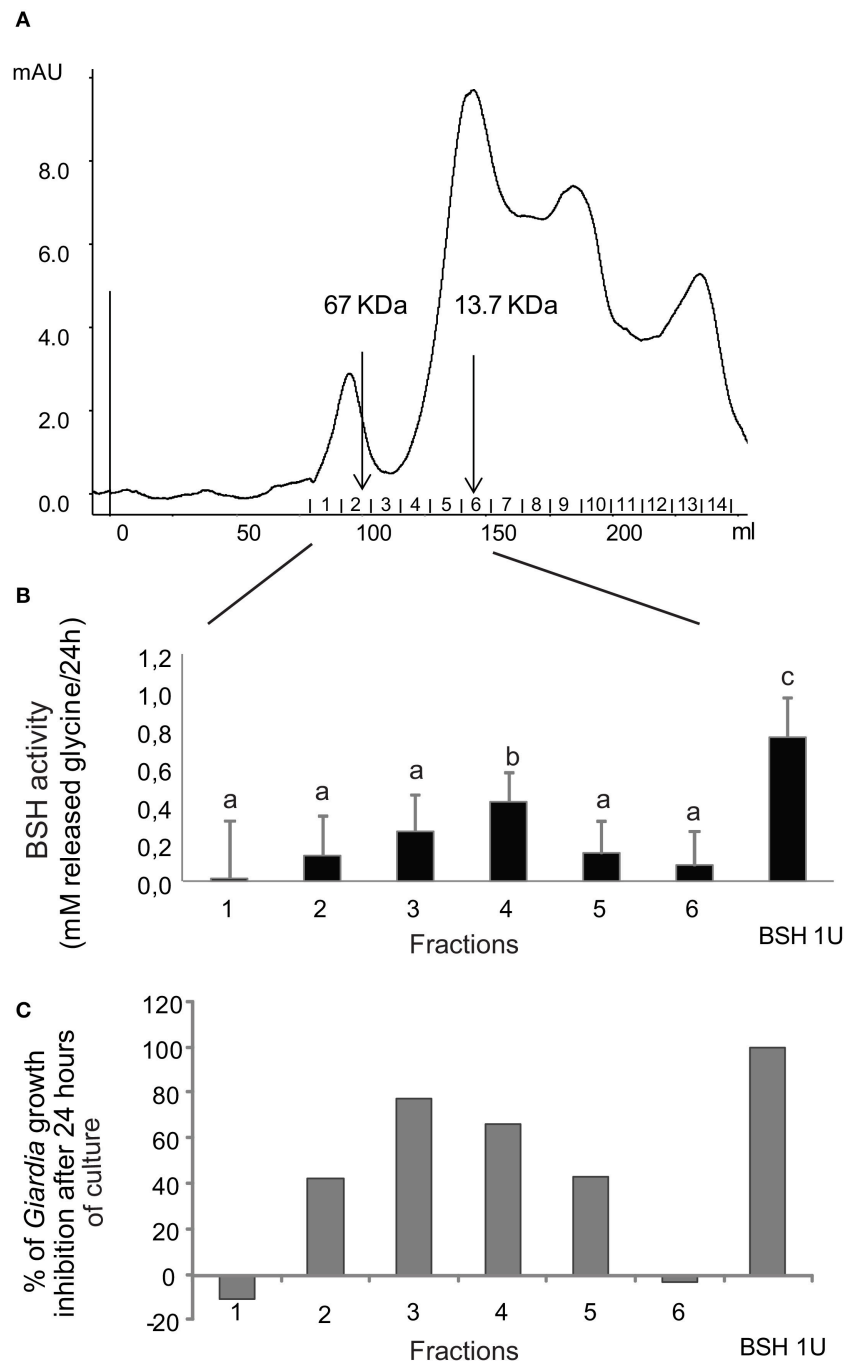 A
mAU
8.0
6.0
67 KDa 13.7 KDa
4.0
2.0
0.0
1 2 3 4 5 6 7 8 9 10 11 12 13 14
0 50 100 150 200 ml
B
BSH activity
(mM released glycine/24h)
1,2
1,0
0,8
0,6
0,4
0,2
0,0
a a a b a a c
1 2 3 4 5 6 BSH 1U
Fractions
C
% of Giardia growth
inhibition after 24 hours
of culture
120
100
80
60
40
20
0
-20
1 2 3 4 5 6 BSH 1U
Fractions